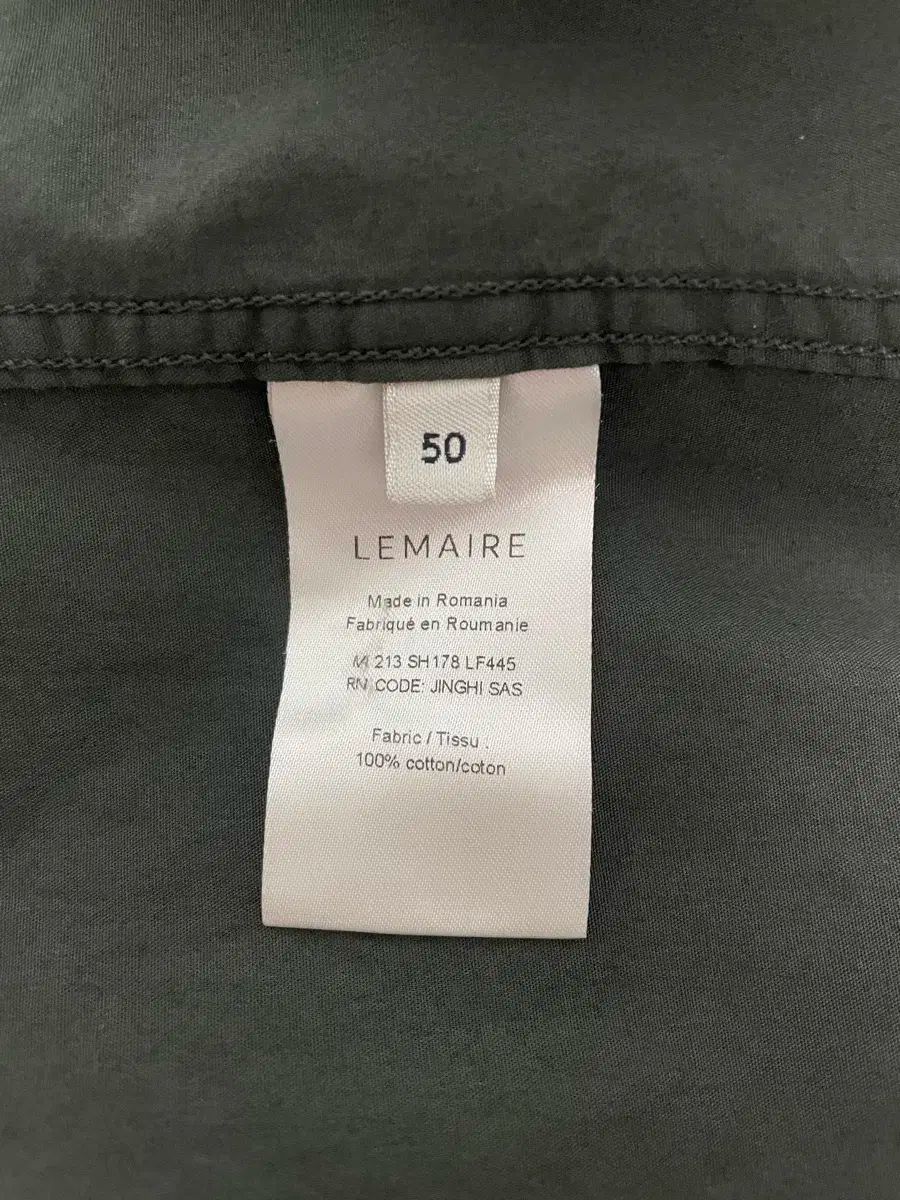 50
LEMAIRE
Made in Romania
Fabriqué en Roumanie
M 213 SH178 LF445
RN CODE: JINGHI SAS
Fabric / Tissu :
100% cotton/coton